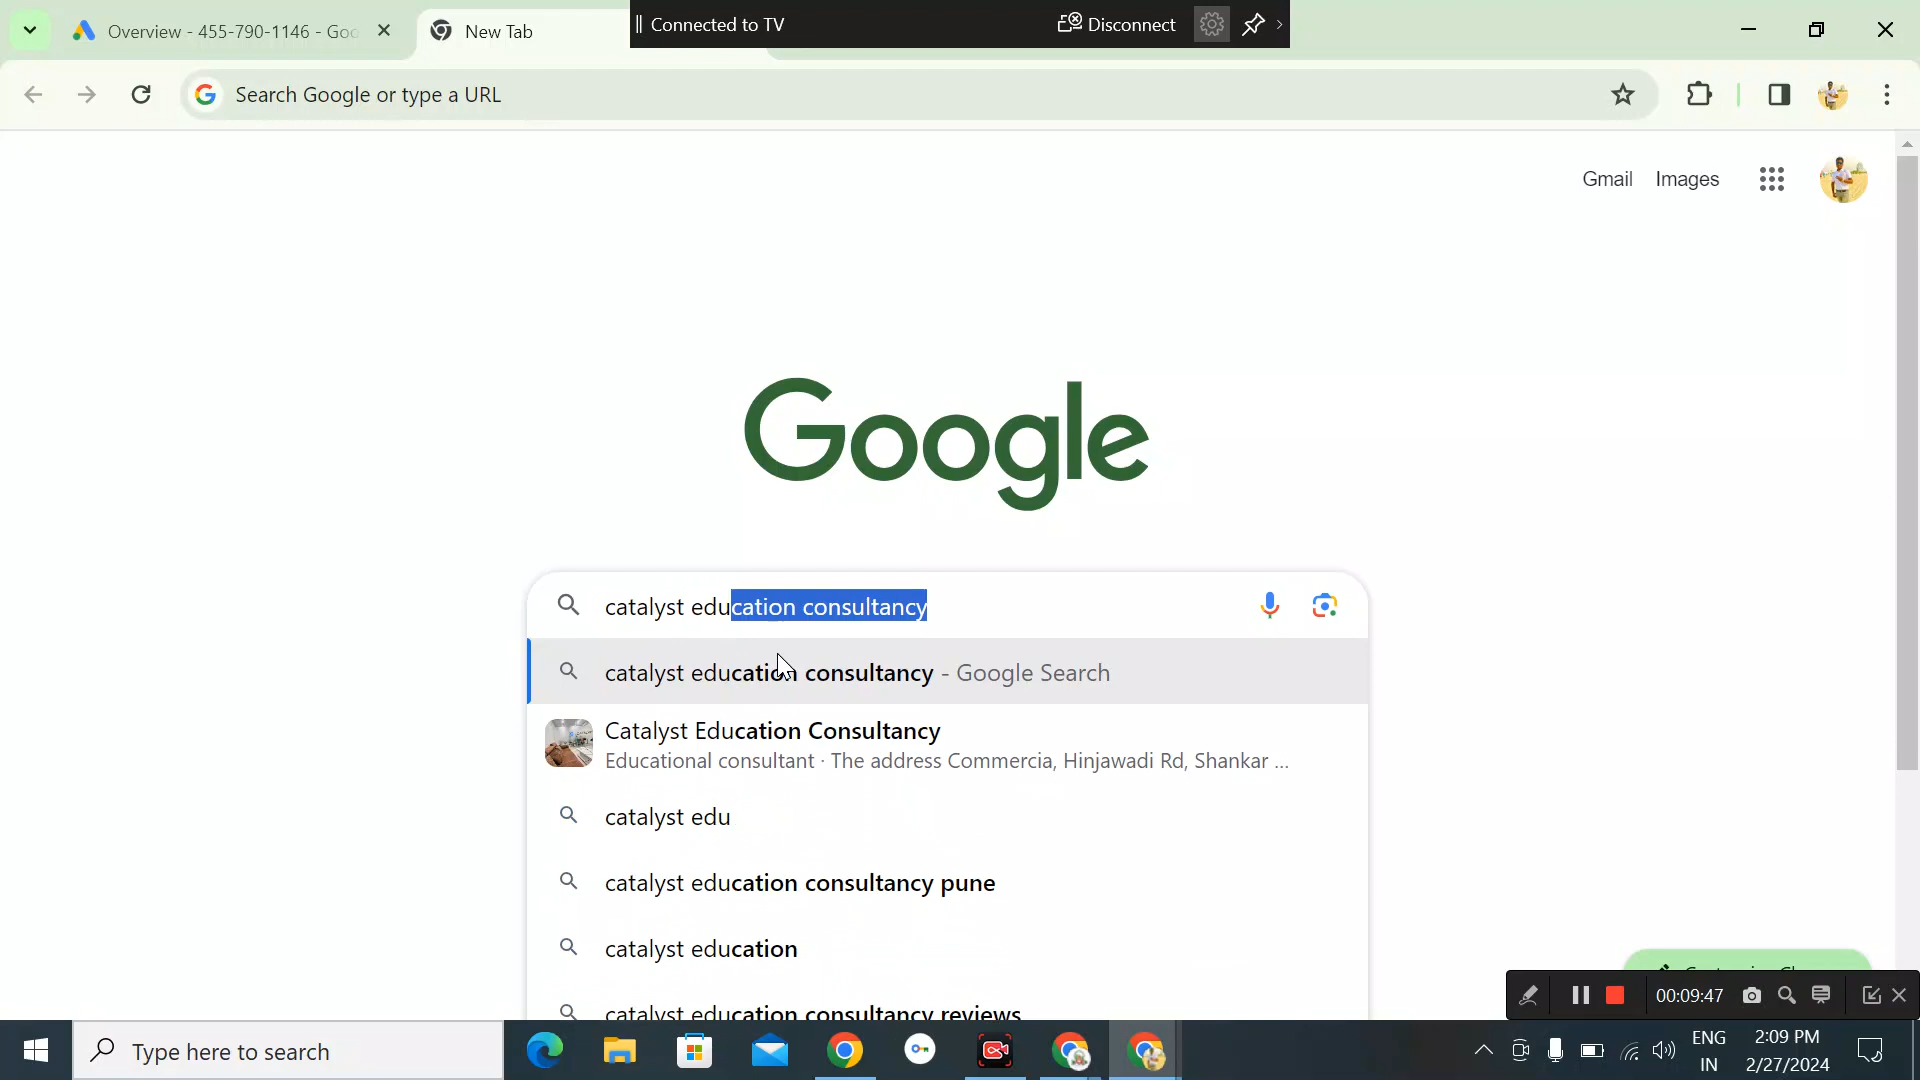 Overview - 455-790-1146 - Goo
New Tab
Connected to TV
Disconnect
Search Google or type a URL
Gmail
Images
Google
catalyst education consultancy
catalyst education consultancy - Google Search
Catalyst Education Consultancy
Educational consultant · The address Commercia, Hinjawadi Rd, Shankar ...
catalyst edu
catalyst education consultancy pune
catalyst education
catalyst education consultancy reviews
00:09:47
Type here to search
ENG
IN
2:09 PM
2/27/2024